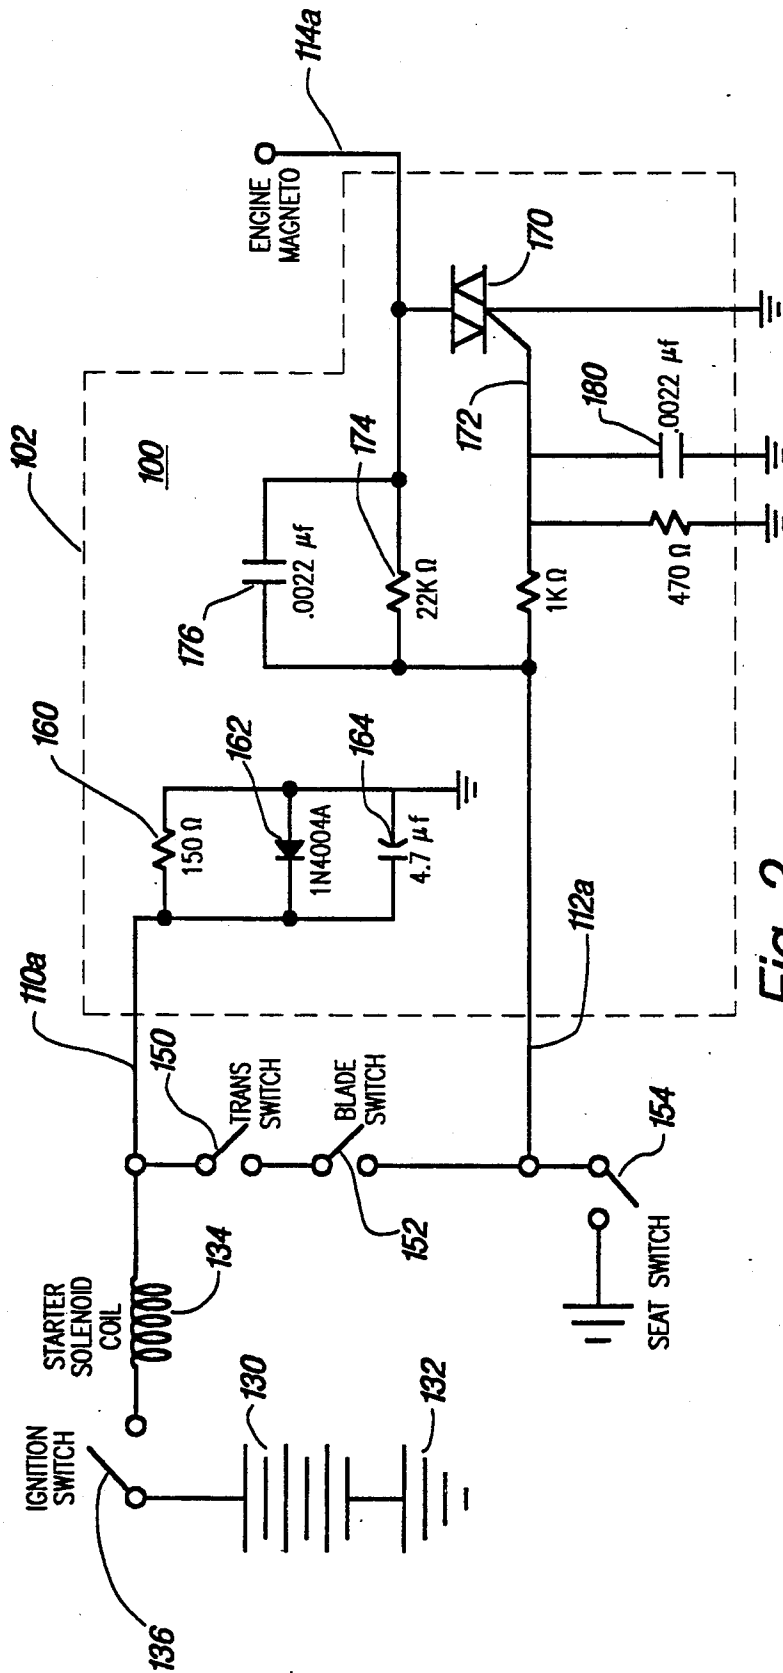 102
100
114a
ENGINE
MAGNETO
160
176
.0022 µf
174
22K Ω
170
172
180
.0022 µf
150 Ω
162
1N4004A
164
4.7 µf
1K Ω
470 Ω
110a
112a
STARTER
SOLENOID
COIL
134
150
TRANS
SWITCH
BLADE
SWITCH
152
154
SEAT SWITCH
IGNITION
SWITCH
136
130
132